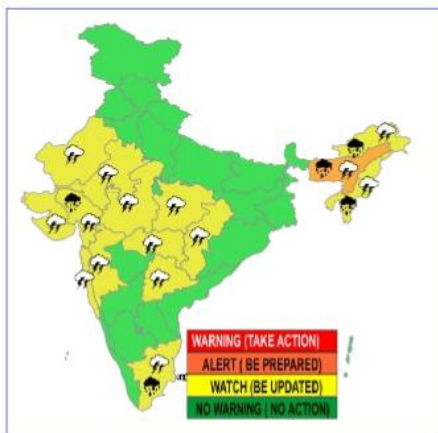 WARNING (TAKE ACTION)
ALERT ( BE PREPARED)
WATCH (BE UPDATED)
NO WARNING ( NO ACTION)